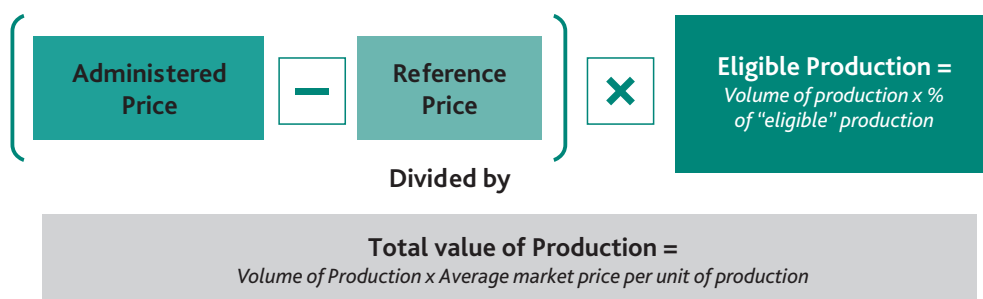 Administered
Price
–
Reference
Price
×
Eligible Production =
Volume of production x %
of “eligible” production
Divided by
Total value of Production =
Volume of Production x Average market price per unit of production